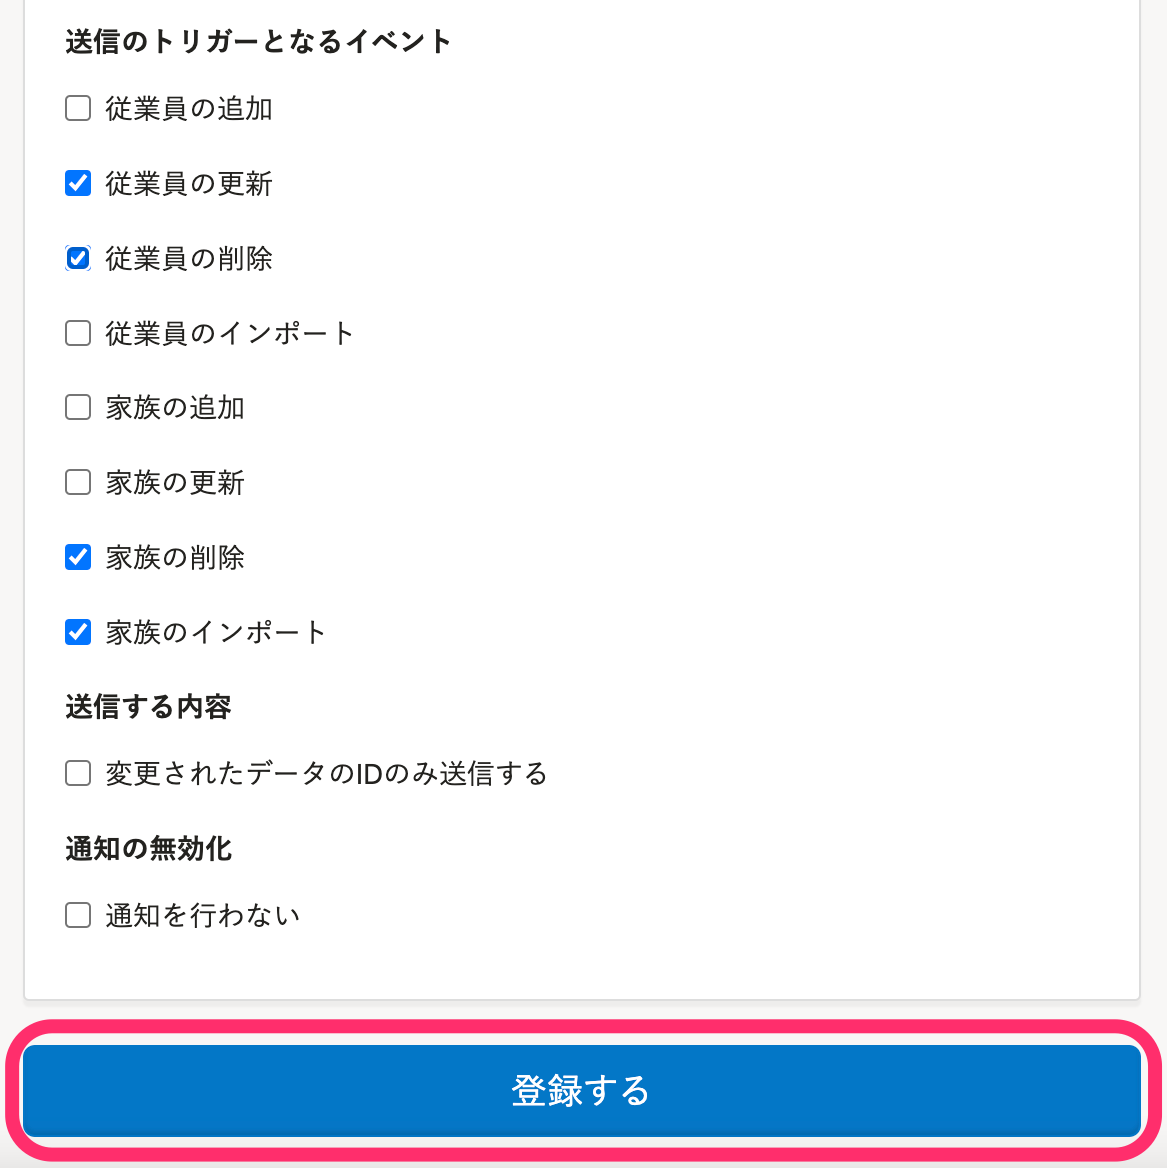 送信のトリガーとなるイベント
従業員の追加
従業員の更新
従業員の削除
従業員のインポート
家族の追加
家族の更新
家族の削除
家族のインポート
送信する内容
変更されたデータのIDのみ送信する
通知の無効化
通知を行わない
登録する